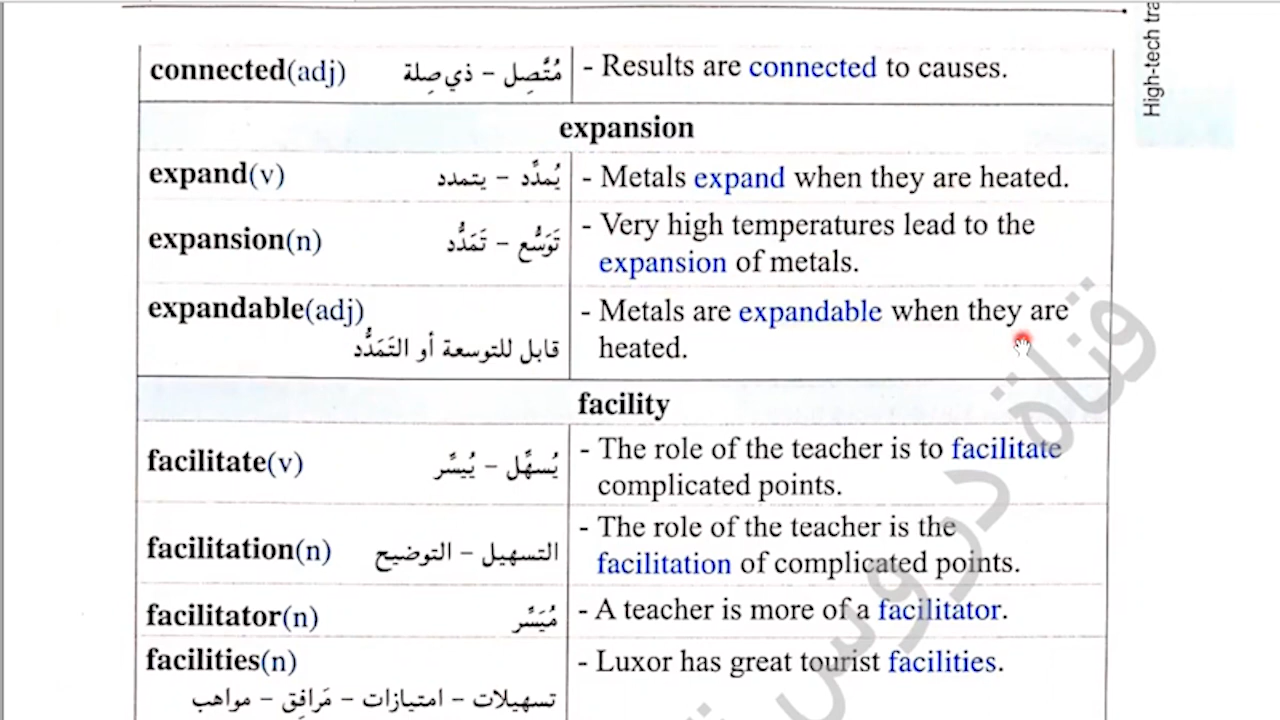 High-tech tra
connected(adj) مُتَّصِل - ذي صِلة - Results are connected to causes.
expansion
expand(v) يُمدَّد - يتمدد - Metals expand when they are heated.
expansion(n) تَوَسُّع - تَمَدُّد - Very high temperatures lead to the
expansion of metals.
expandable(adj) - Metals are expandable when they are
قابل للتوسعة أو التَمَدُّد heated.
facility
facilitate(v) يُسهَّل - يُيسَّر - The role of the teacher is to facilitate
complicated points.
facilitation(n) التسهيل - التوضيح - The role of the teacher is the
facilitation of complicated points.
facilitator(n) مُيَسَّر - A teacher is more of a facilitator.
facilities(n) - Luxor has great tourist facilities.
تسهيلات - امتيازات - مَرافِق - مواهب
قناة دروس